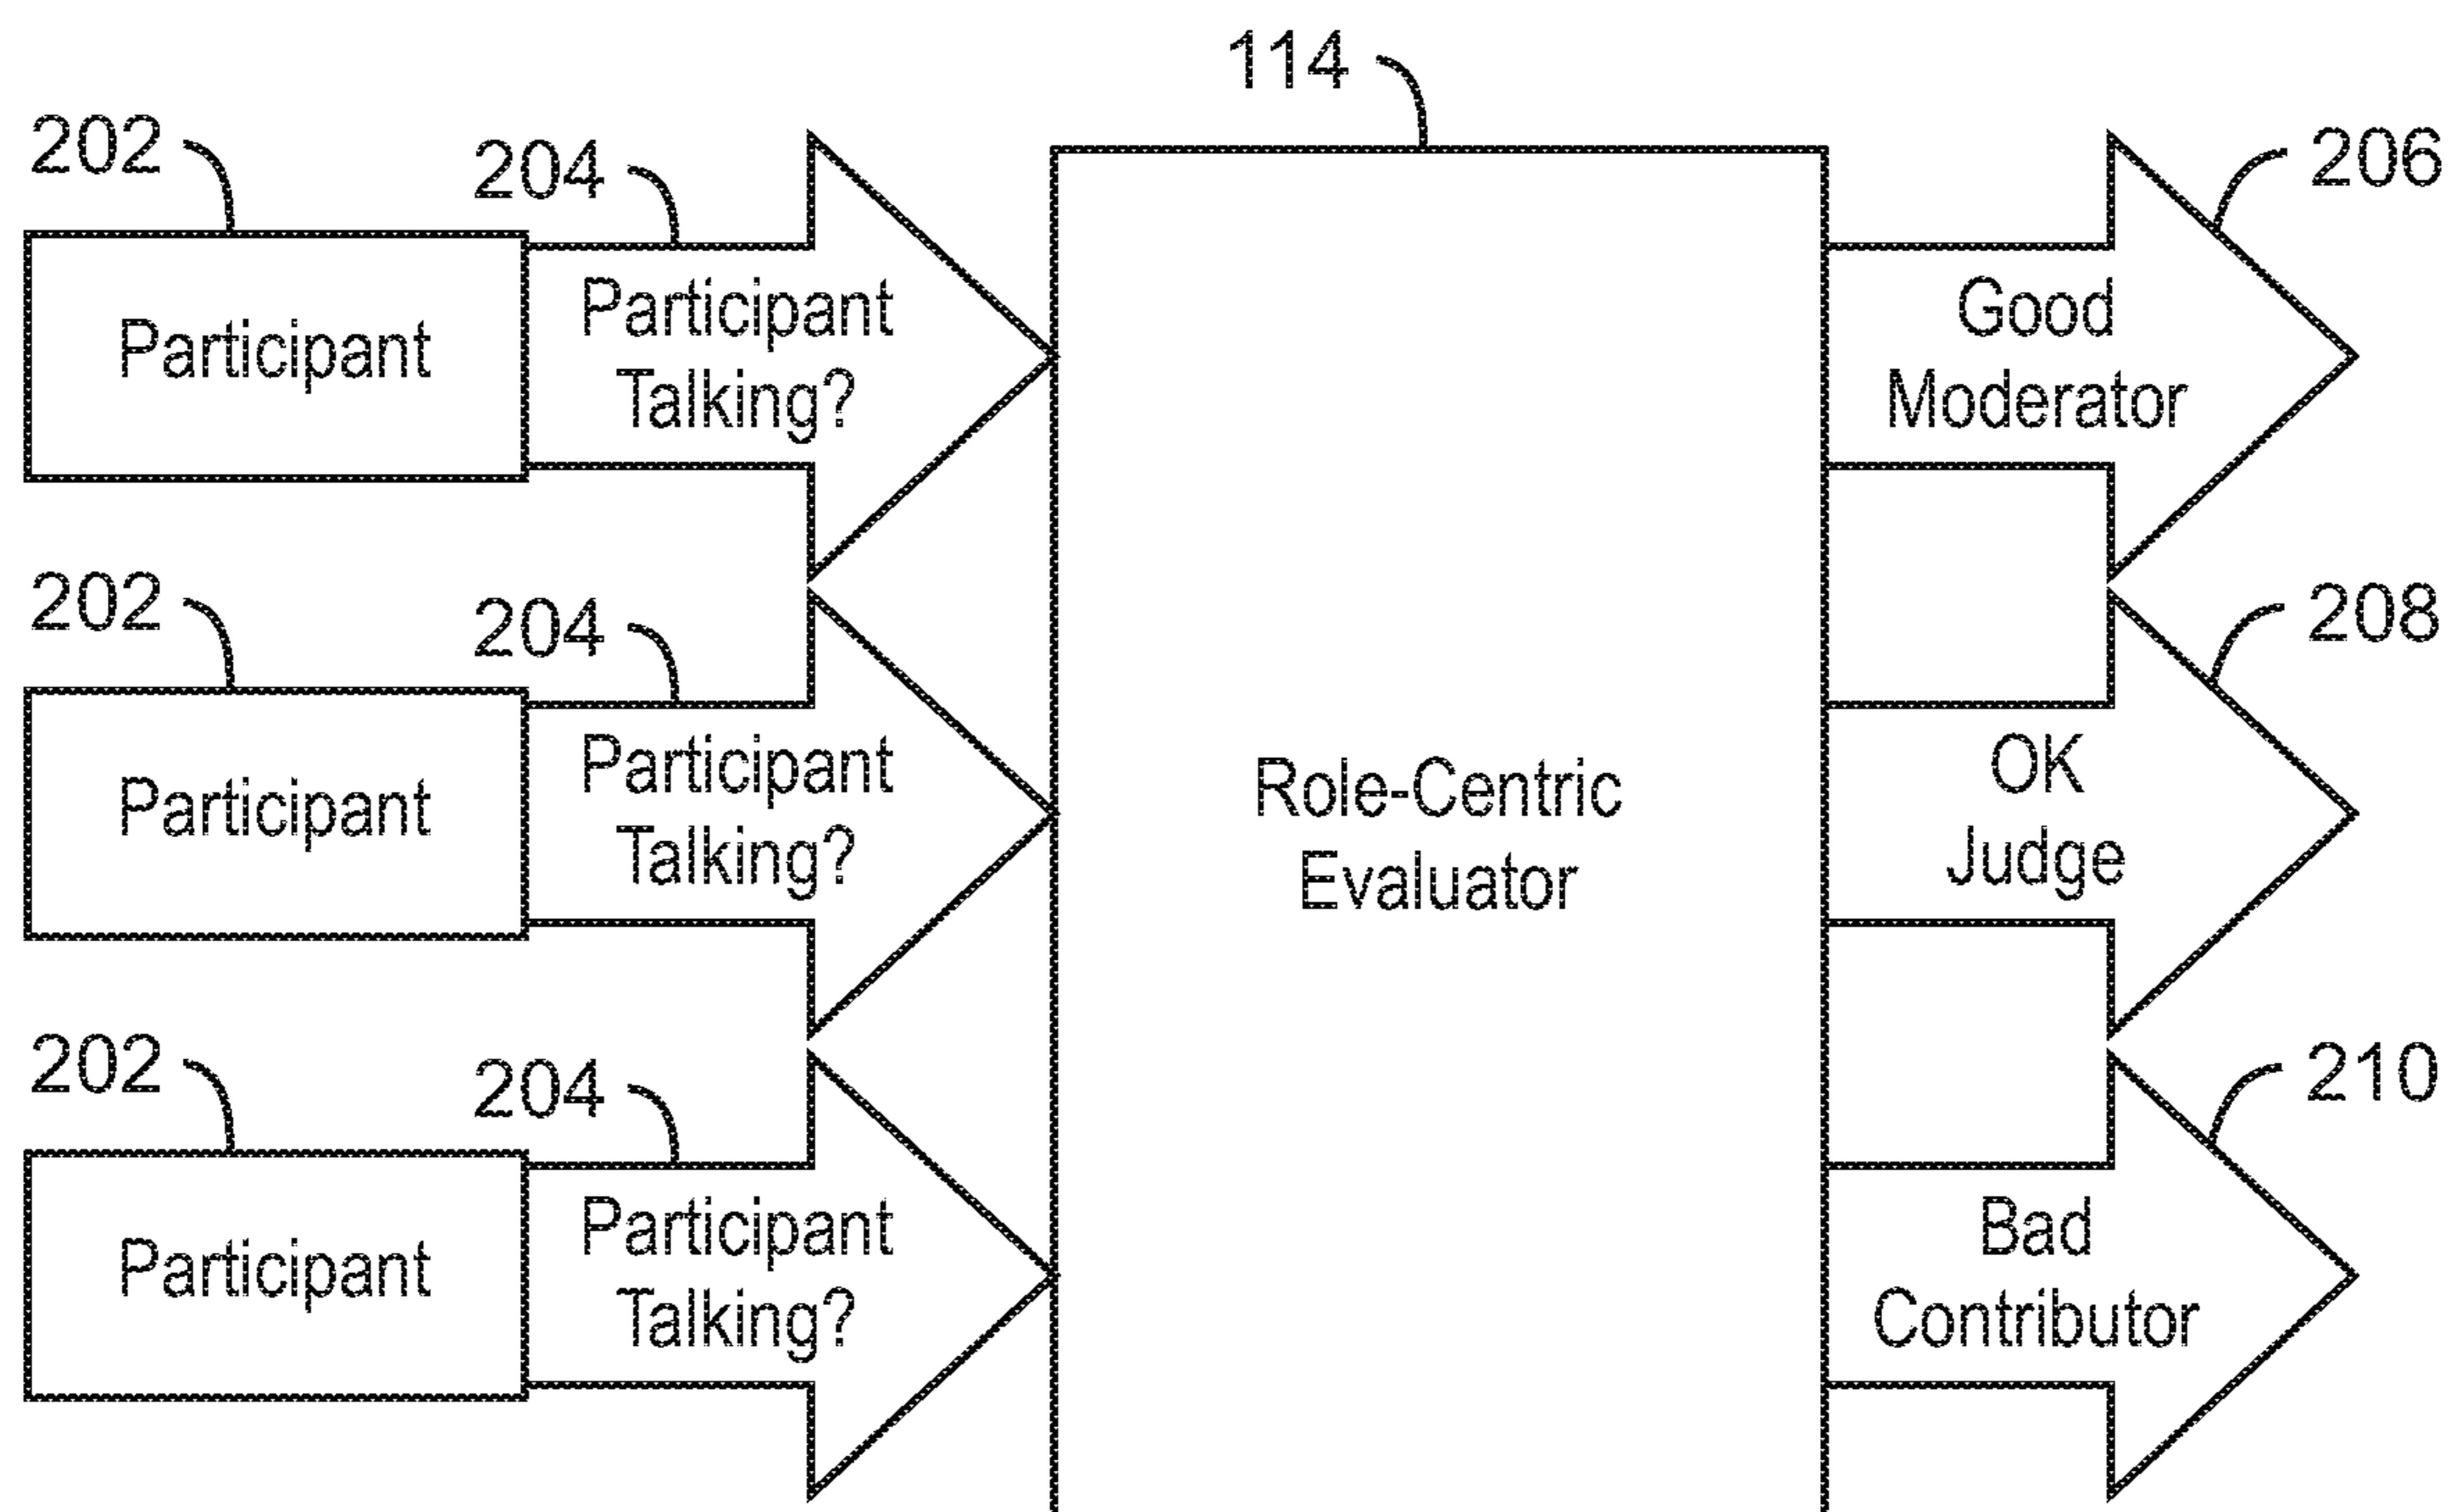 114
202
204
206
Participant
Participant
Talking?
Good
Moderator
202
204
208
Participant
Participant
Talking?
Role-Centric
Evaluator
OK
Judge
202
204
210
Participant
Participant
Talking?
Bad
Contributor